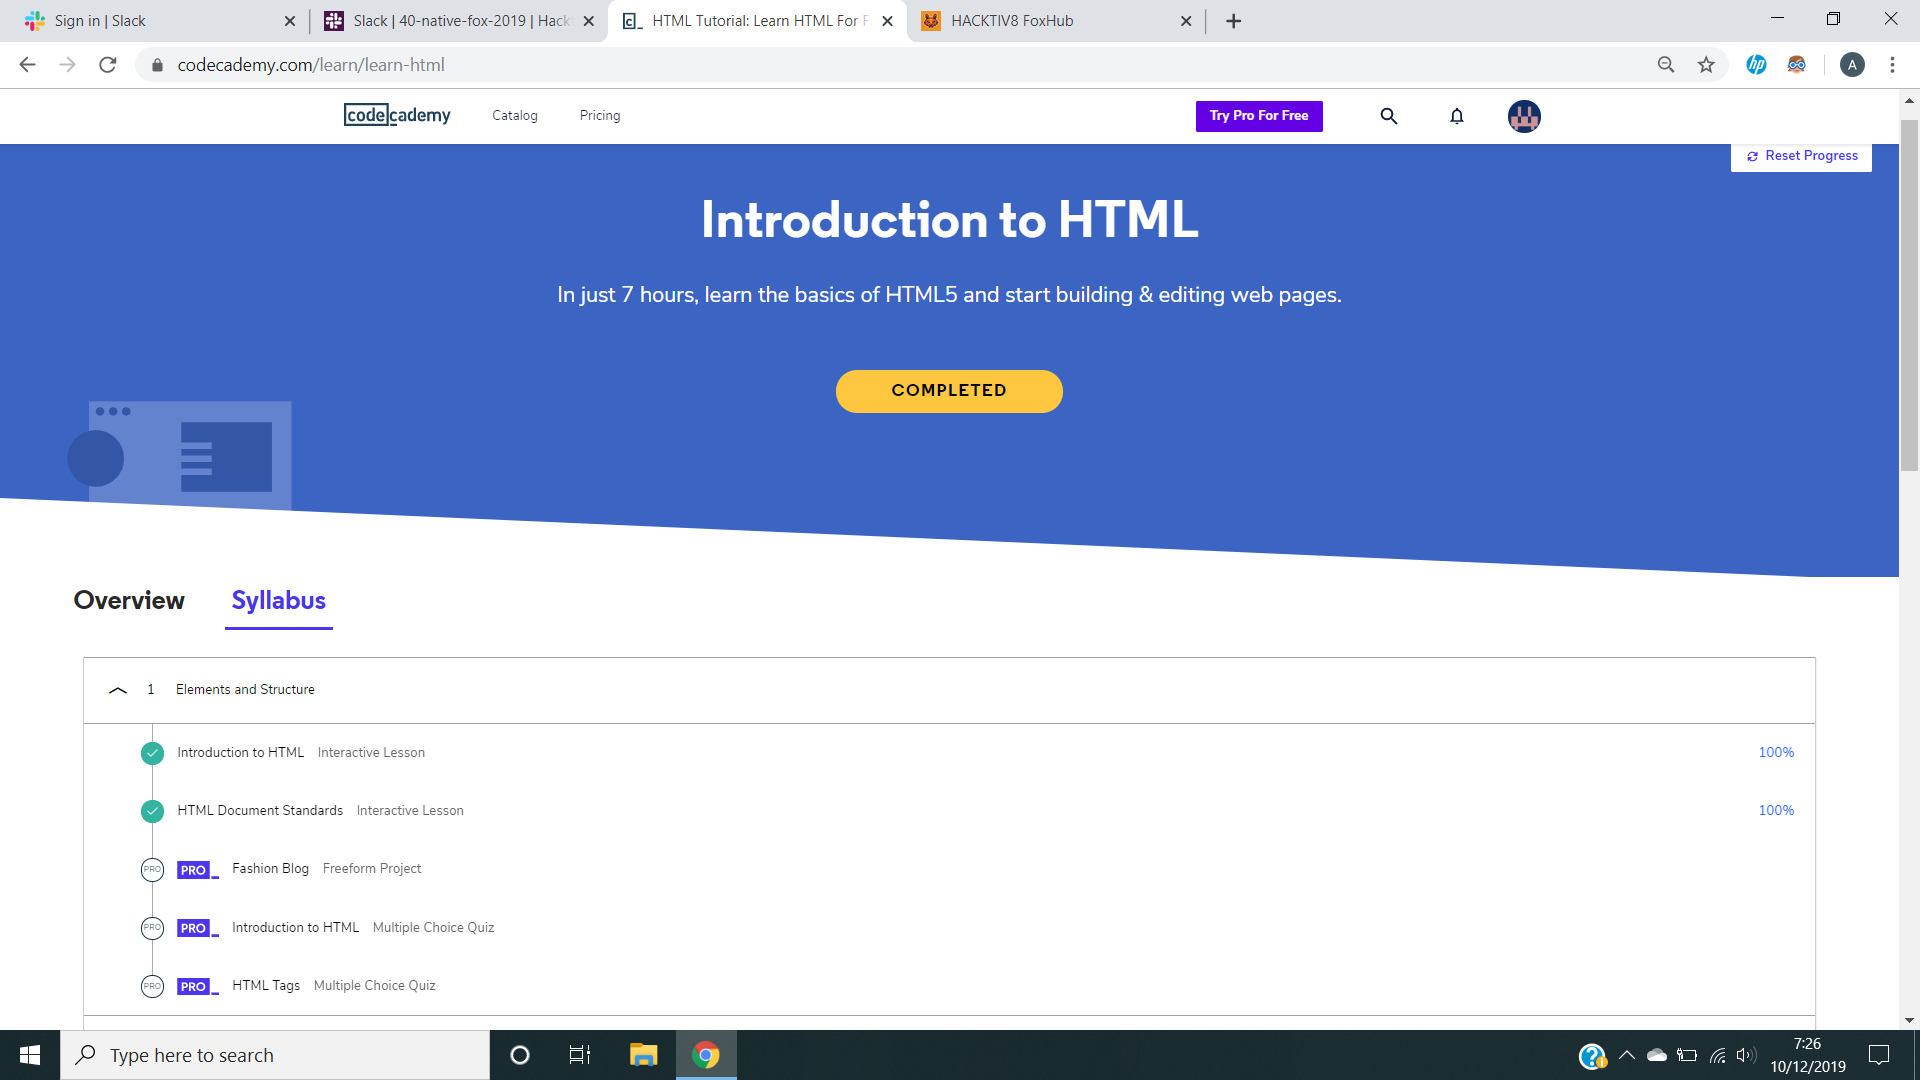 Sign in | Slack
Slack | 40-native-fox-2019 | Hack
HTML Tutorial: Learn HTML For F
HACKTIV8 FoxHub
codecademy.com/learn/learn-html
A
codecademy
Catalog
Pricing
Try Pro For Free
Reset Progress
Introduction to HTML
In just 7 hours, learn the basics of HTML5 and start building & editing web pages.
COMPLETED
Overview
Syllabus
1 Elements and Structure
Introduction to HTML Interactive Lesson 100%
HTML Document Standards Interactive Lesson 100%
PRO PRO_ Fashion Blog Freeform Project
PRO PRO_ Introduction to HTML Multiple Choice Quiz
PRO PRO_ HTML Tags Multiple Choice Quiz
Type here to search
7:26
10/12/2019